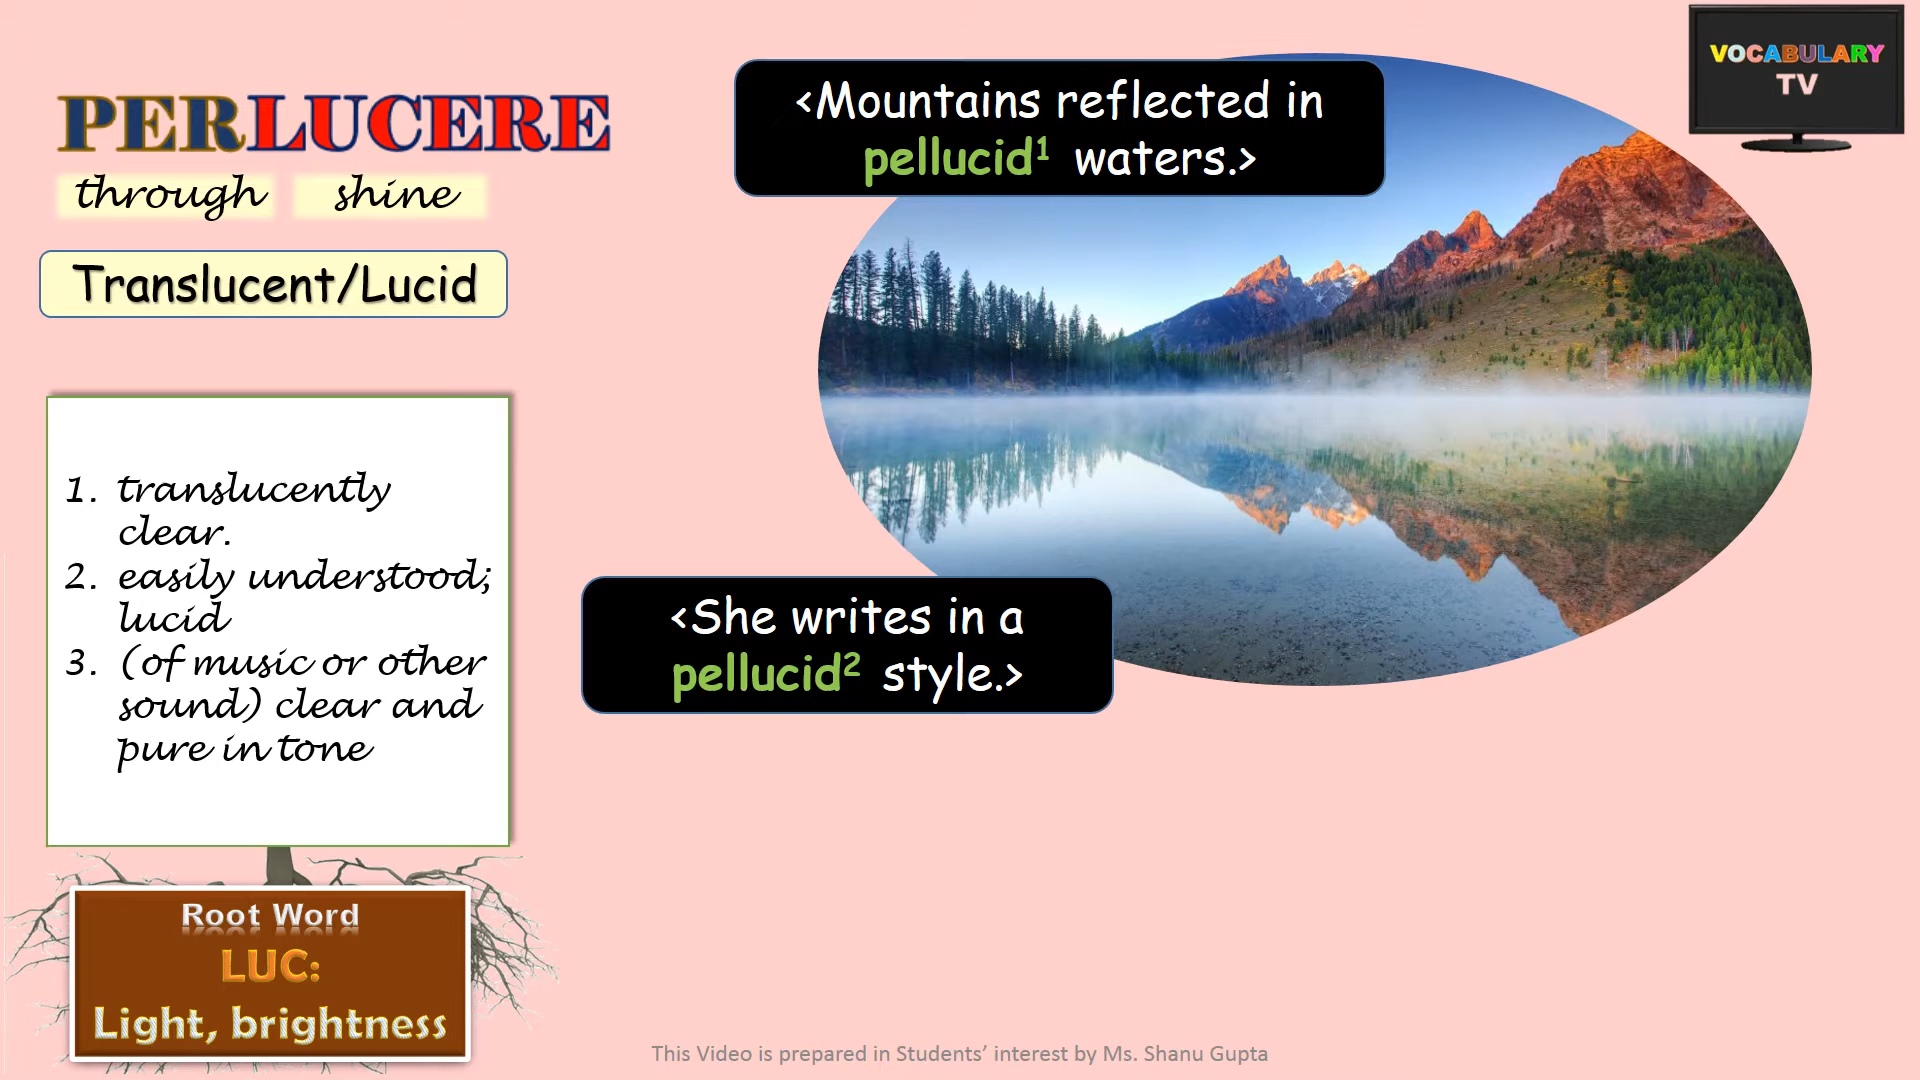 VOCABULARY
TV
PERLUCERE
through shine
Translucent/Lucid
<Mountains reflected in
pellucid¹ waters.>
1. translucently
clear.
2. easily understood;
lucid
3. (of music or other
sound) clear and
pure in tone
<She writes in a
pellucid² style.>
Root Word
LUC:
Light, brightness
This Video is prepared in Students’ interest by Ms. Shanu Gupta